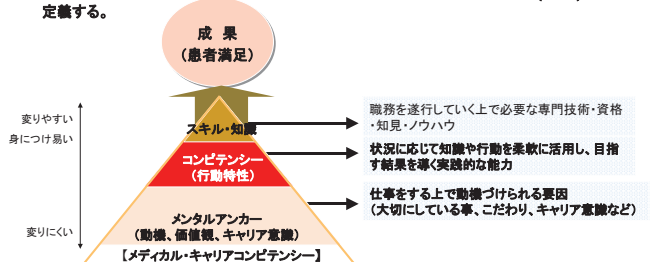 定義する。
成 果
(患者満足)
変りやすい
身につけ易い
スキル・知識
職務を遂行していく上で必要な専門技術・資格
・知見・ノウハウ
コンピテンシー
(行動特性)
状況に応じて知識や行動を柔軟に活用し、目指
す結果を導く実践的な能力
仕事をする上で動機づけられる要因
(大切にしている事、こだわり、キャリア意識など)
変りにくい
メンタルアンカー
(動機、価値観、キャリア意識)
【メディカル・キャリアコンピテンシー】